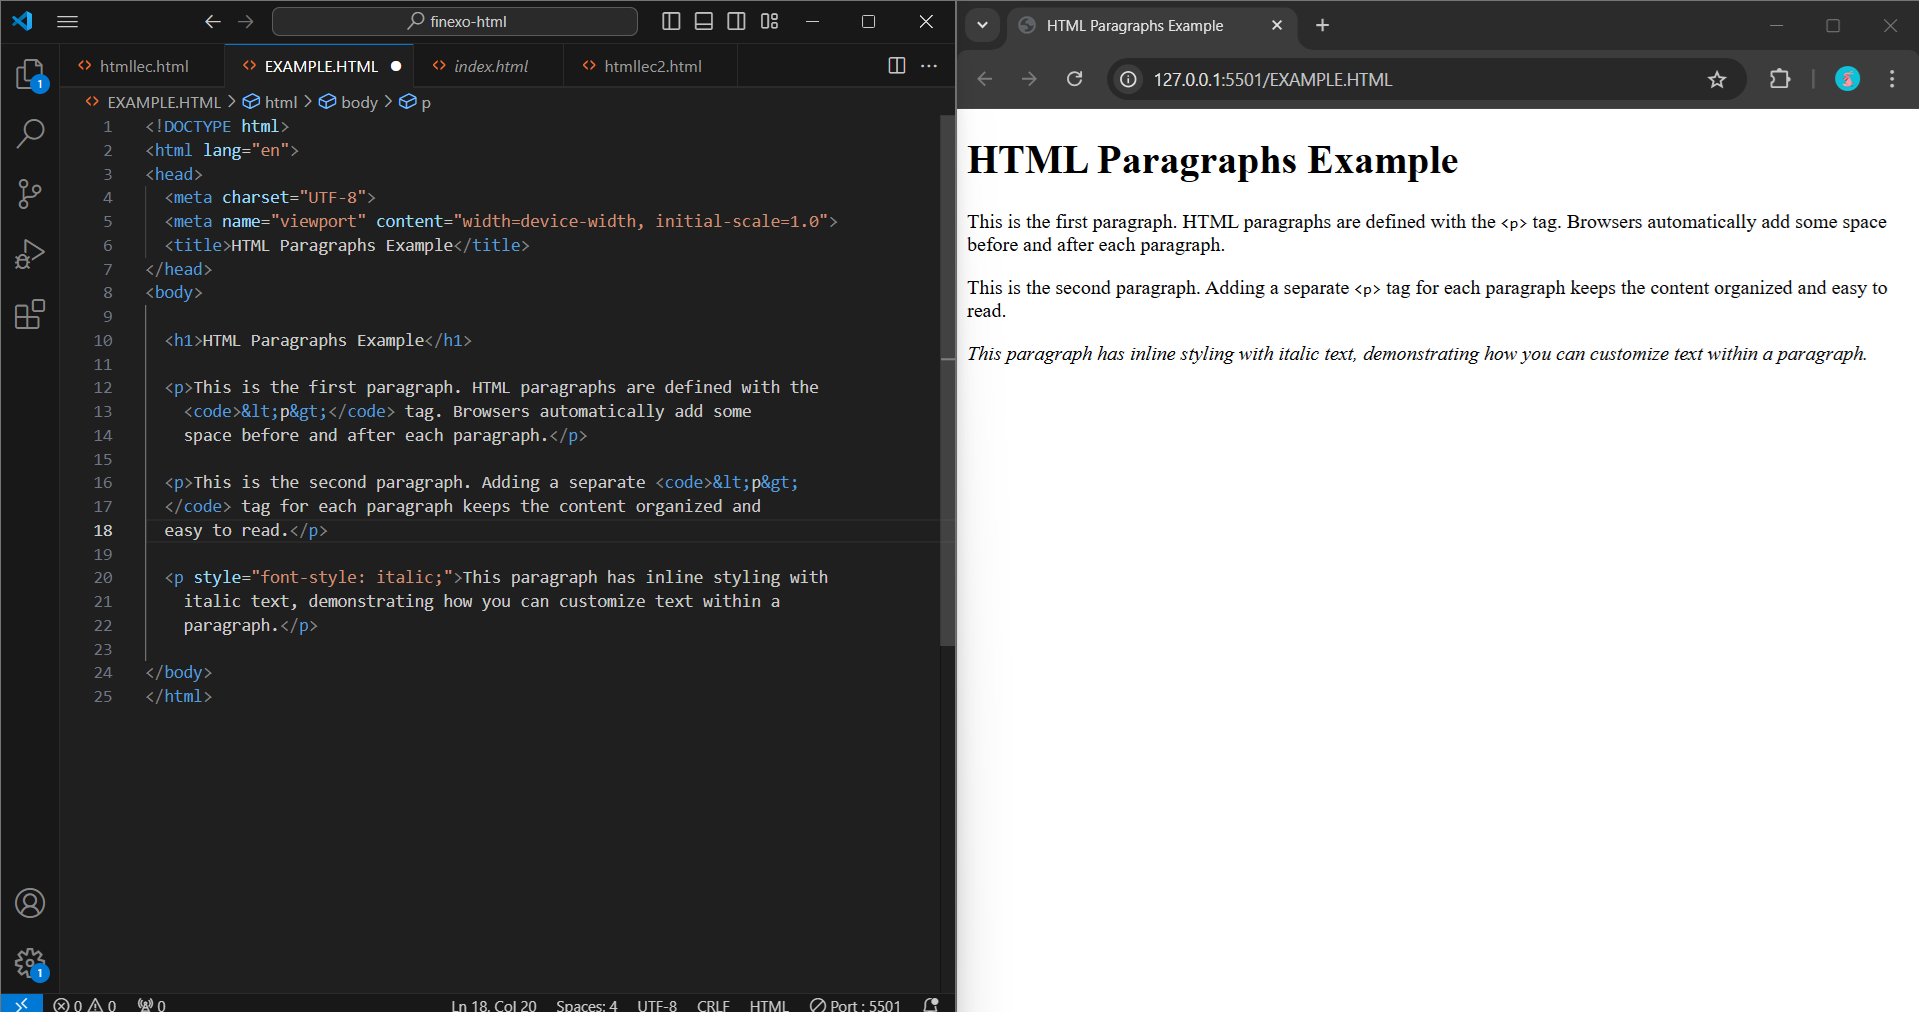 finexo-html
htmllec.html
EXAMPLE.HTML
index.html
htmllec2.html
EXAMPLE.HTML > html > body > p
1 <!DOCTYPE html>
2 <html lang="en">
3 <head>
4 <meta charset="UTF-8">
5 <meta name="viewport" content="width=device-width, initial-scale=1.0">
6 <title>HTML Paragraphs Example</title>
7 </head>
8 <body>
9
10 <h1>HTML Paragraphs Example</h1>
11
12 <p>This is the first paragraph. HTML paragraphs are defined with the
13 <code>&lt;p&gt;</code> tag. Browsers automatically add some
14 space before and after each paragraph.</p>
15
16 <p>This is the second paragraph. Adding a separate <code>&lt;p&gt;
17 </code> tag for each paragraph keeps the content organized and
18 easy to read.</p>
19
20 <p style="font-style: italic;">This paragraph has inline styling with
21 italic text, demonstrating how you can customize text within a
22 paragraph.</p>
23
24 </body>
25 </html>
1
1
0 0 0
Ln 18, Col 20 Spaces: 4 UTF-8 CRLF HTML Port : 5501
HTML Paragraphs Example
127.0.0.1:5501/EXAMPLE.HTML
HTML Paragraphs Example
This is the first paragraph. HTML paragraphs are defined with the <p> tag. Browsers automatically add some space
before and after each paragraph.
This is the second paragraph. Adding a separate <p> tag for each paragraph keeps the content organized and easy to
read.
This paragraph has inline styling with italic text, demonstrating how you can customize text within a paragraph.